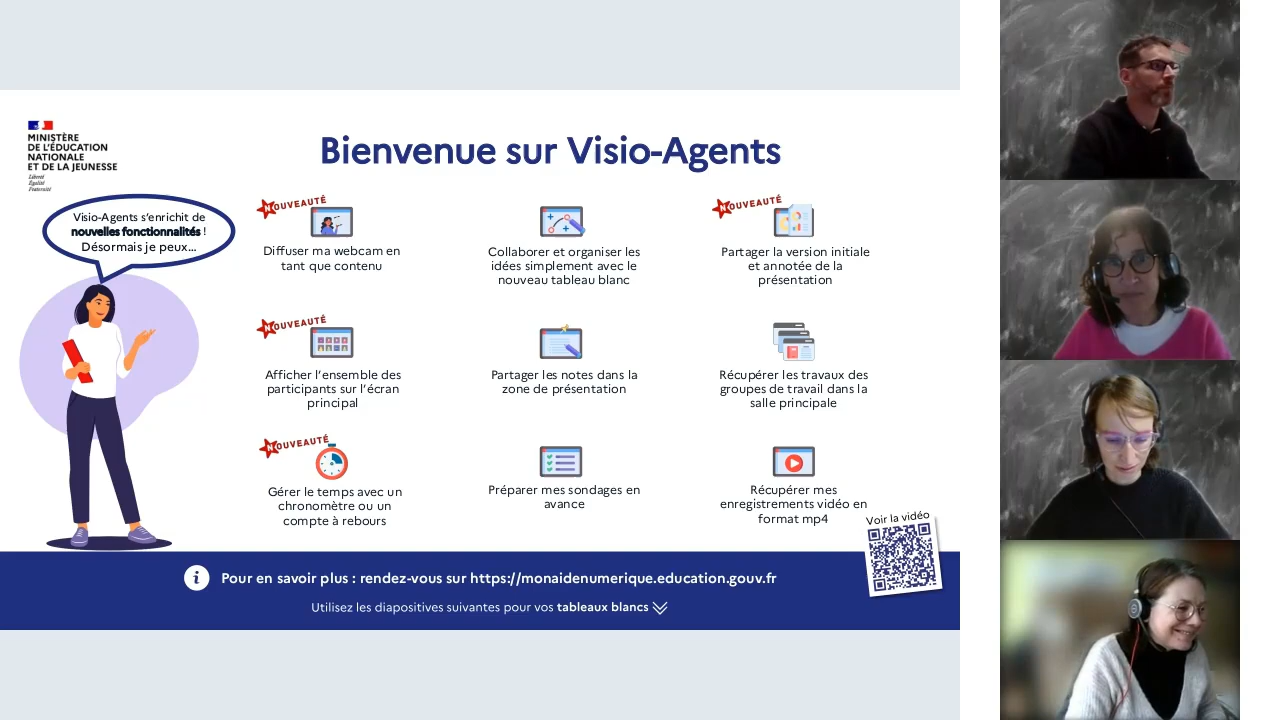 MINISTÈRE
DE L'ÉDUCATION
NATIONALE
ET DE LA JEUNESSE
Liberté
Égalité
Fraternité
Bienvenue sur Visio-Agents
Visio-Agents s'enrichit de
nouvelles fonctionnalités !
Désormais je peux...
NOUVEAUTÉ
Diffuser ma webcam en
tant que contenu
Collaborer et organiser les
idées simplement avec le
nouveau tableau blanc
NOUVEAUTÉ
Partager la version initiale
et annotée de la
présentation
NOUVEAUTÉ
Afficher l'ensemble des
participants sur l'écran
principal
Partager les notes dans la
zone de présentation
Récupérer les travaux des
groupes de travail dans la
salle principale
NOUVEAUTÉ
Gérer le temps avec un
chronomètre ou un
compte à rebours
Préparer mes sondages en
avance
Récupérer mes
enregistrements vidéo en
format mp4
Voir la vidéo
i Pour en savoir plus : rendez-vous sur https://monaidenumerique.education.gouv.fr
Utilisez les diapositives suivantes pour vos tableaux blancs